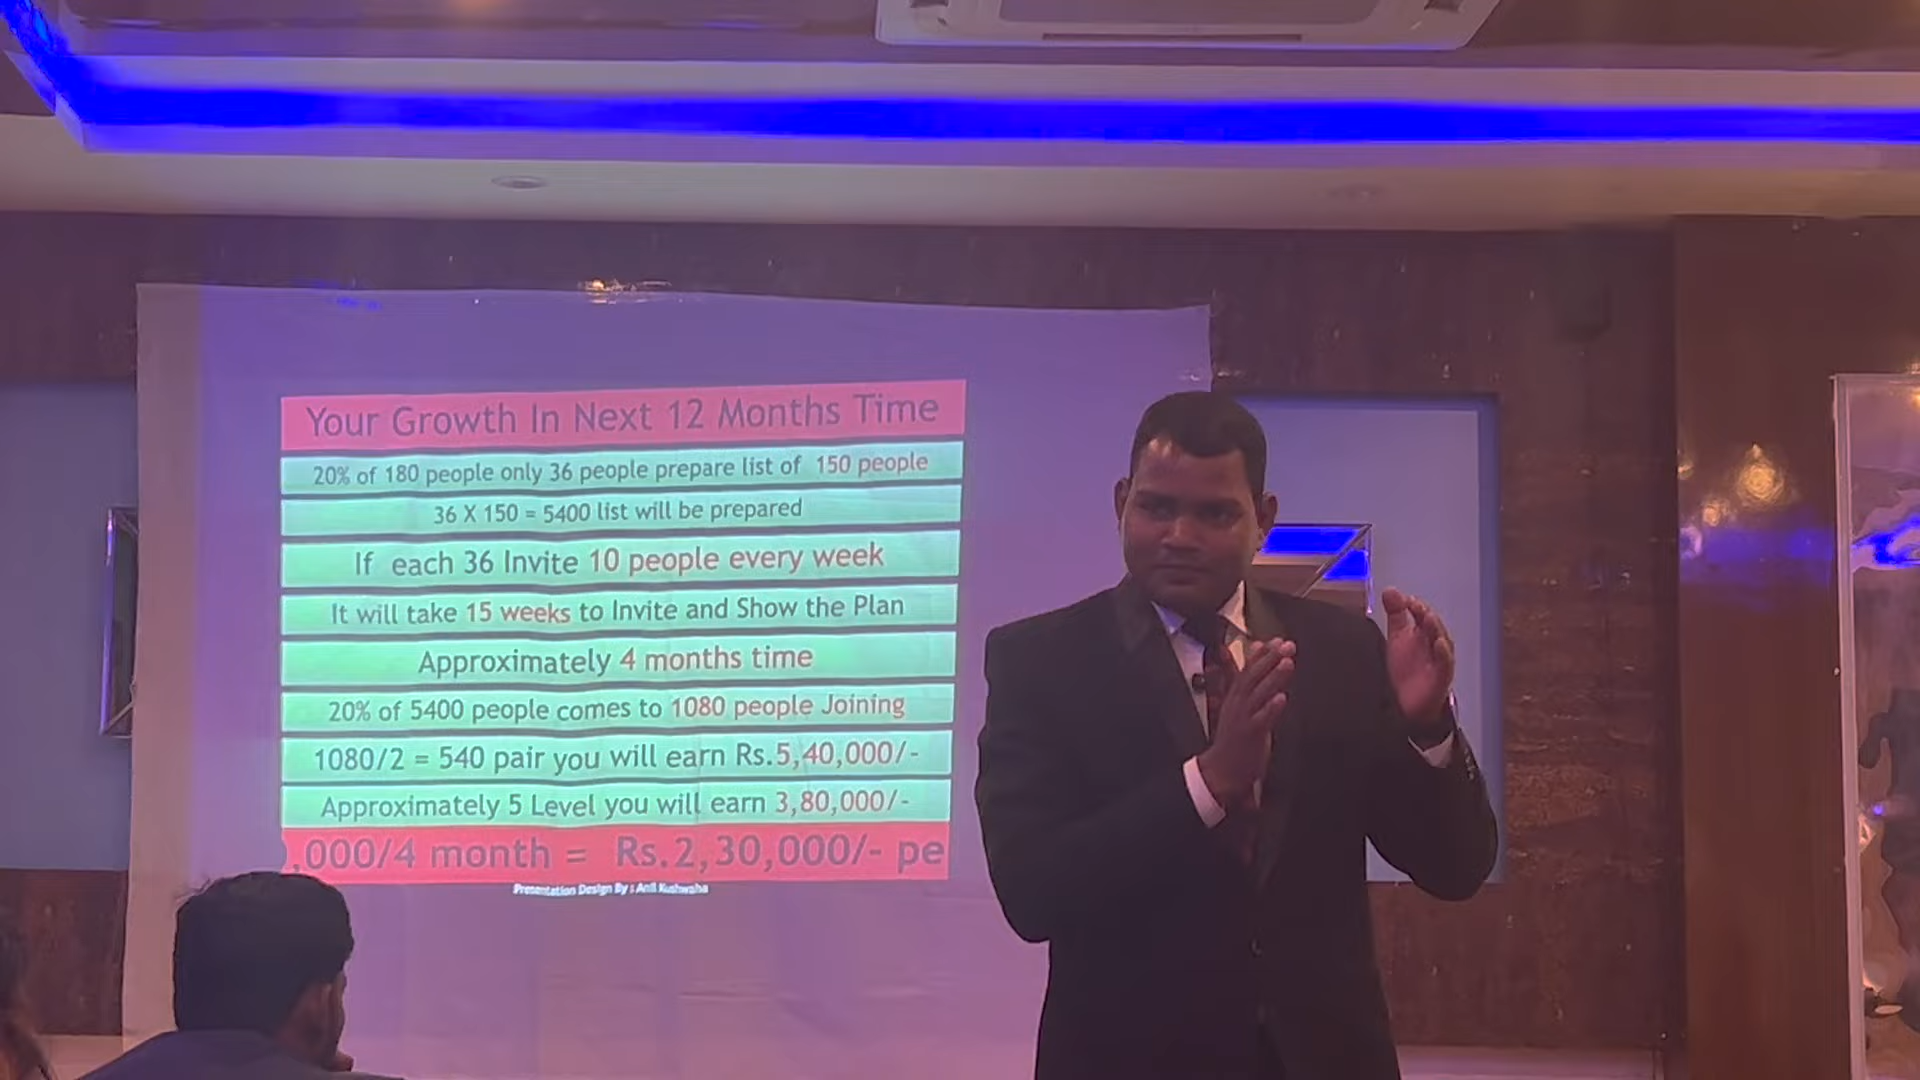 Your Growth In Next 12 Months Time
20% of 180 people only 36 people prepare list of 150 people
36 X 150 = 5400 list will be prepared
If each 36 Invite 10 people every week
It will take 15 weeks to Invite and Show the Plan
Approximately 4 months time
20% of 5400 people comes to 1080 people Joining
1080/2 = 540 pair you will earn Rs.5,40,000/-
Approximately 5 Level you will earn 3,80,000/-
,000/4 month = Rs.2,30,000/- pe
Presentation Design By : Anil Kushwaha